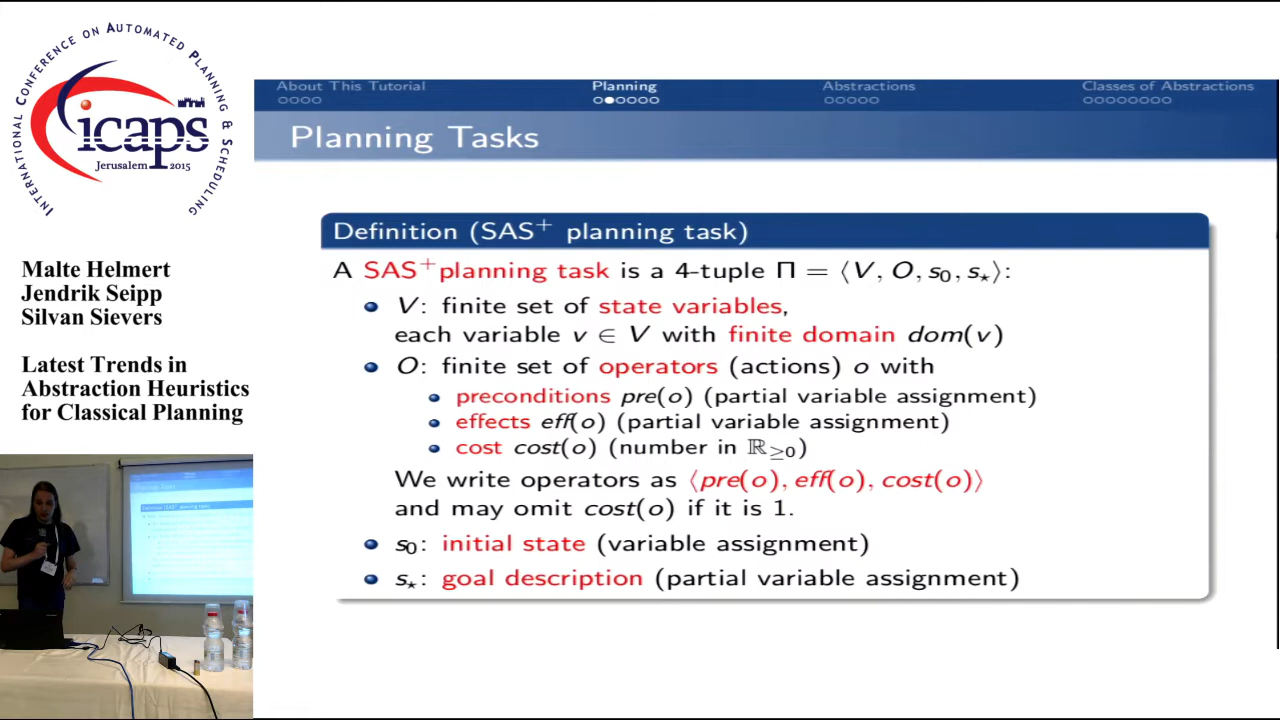 INTERNATIONAL CONFERENCE ON AUTOMATED PLANNING & SCHEDULING
icaps
Jerusalem 2015
Malte Helmert
Jendrik Seipp
Silvan Sievers
Latest Trends in
Abstraction Heuristics
for Classical Planning
About This Tutorial Planning Abstractions Classes of Abstractions
Planning Tasks
Definition (SAS⁺ planning task)
A SAS⁺planning task is a 4-tuple Π = ⟨V, O, s₀, s⋆⟩:
V: finite set of state variables,
each variable v ∈ V with finite domain dom(v)
O: finite set of operators (actions) o with
preconditions pre(o) (partial variable assignment)
effects eff(o) (partial variable assignment)
cost cost(o) (number in ℝ≥0)
We write operators as ⟨pre(o), eff(o), cost(o)⟩
and may omit cost(o) if it is 1.
s₀: initial state (variable assignment)
s⋆: goal description (partial variable assignment)